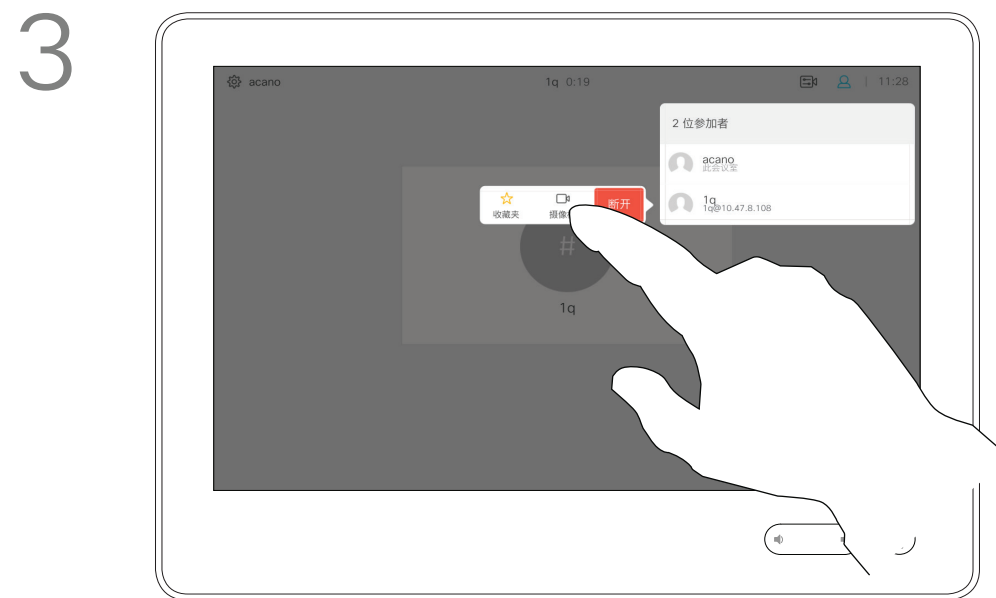 3
acano
1q 0:19
11:28
2 位参加者
acano
此会议室
1q
1q@10.47.8.108
收藏夹
摄像
断开
#
1q